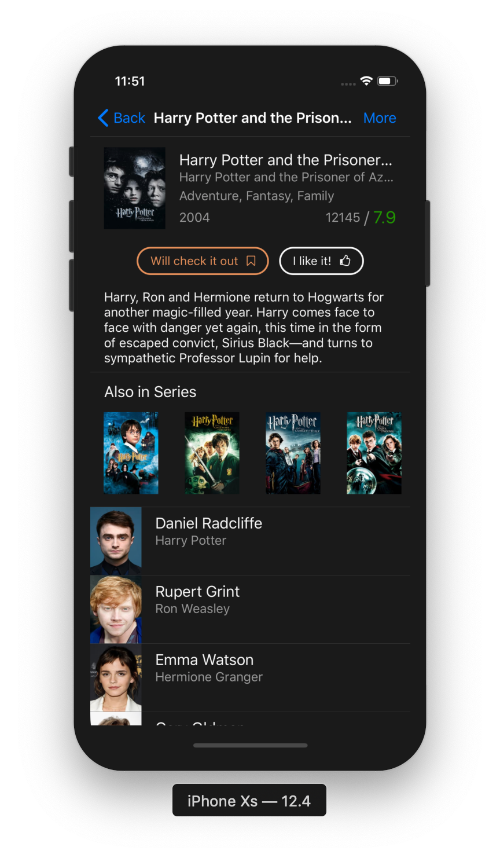 11:51
Back Harry Potter and the Prison... More
Harry Potter and the Prisoner...
Harry Potter and the Prisoner of Az...
Adventure, Fantasy, Family
2004 12145 / 7.9
Harry Potter
Will check it out I like it!
Harry, Ron and Hermione return to Hogwarts for
another magic-filled year. Harry comes face to
face with danger yet again, this time in the form
of escaped convict, Sirius Black—and turns to
sympathetic Professor Lupin for help.
Also in Series
Harry Potter
Harry Potter
Harry Potter
Harry Potter
Daniel Radcliffe
Harry Potter
Rupert Grint
Ron Weasley
Emma Watson
Hermione Granger
iPhone Xs — 12.4